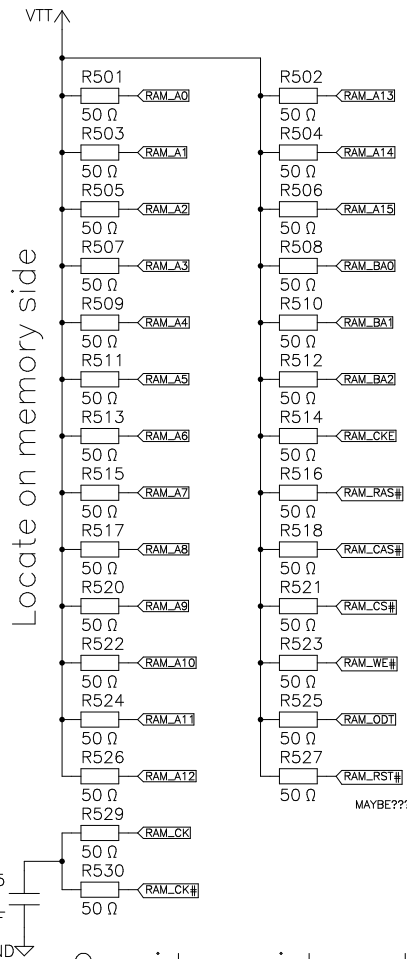 VTT
R501
RAM_A0
50 Ω
R503
RAM_A1
50 Ω
R505
RAM_A2
50 Ω
R507
RAM_A3
50 Ω
R509
RAM_A4
50 Ω
R511
RAM_A5
50 Ω
R513
RAM_A6
50 Ω
R515
RAM_A7
50 Ω
R517
RAM_A8
50 Ω
R520
RAM_A9
50 Ω
R522
RAM_A10
50 Ω
R524
RAM_A11
50 Ω
R526
RAM_A12
50 Ω
R529
RAM_CK
50 Ω
R530
RAM_CK#
50 Ω
R502
RAM_A13
50 Ω
R504
RAM_A14
50 Ω
R506
RAM_A15
50 Ω
R508
RAM_BA0
50 Ω
R510
RAM_BA1
50 Ω
R512
RAM_BA2
50 Ω
R514
RAM_CKE
50 Ω
R516
RAM_RAS#
50 Ω
R518
RAM_CAS#
50 Ω
R521
RAM_CS#
50 Ω
R523
RAM_WE#
50 Ω
R525
RAM_ODT
50 Ω
R527
RAM_RST#
50 Ω
MAYBE???
Locate on memory side